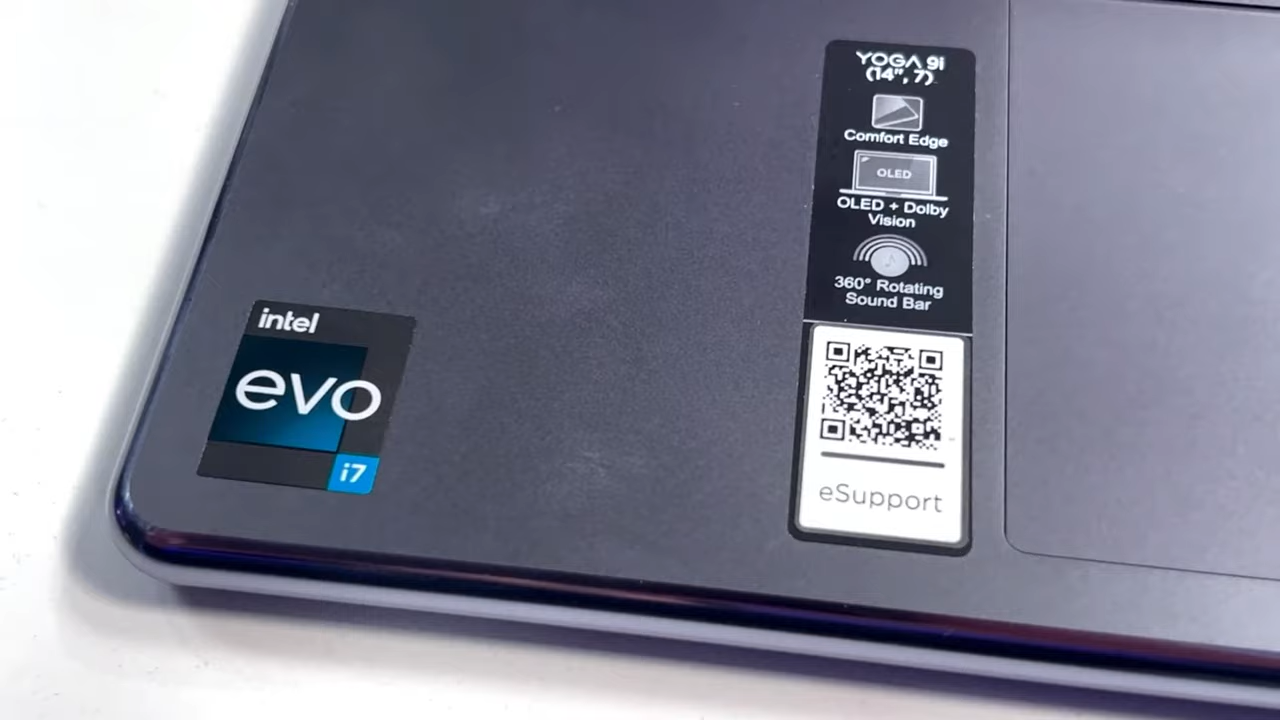 intel
evo
i7
YOGA 9i
(14", 7)
Comfort Edge
OLED
OLED + Dolby
Vision
360° Rotating
Sound Bar
eSupport